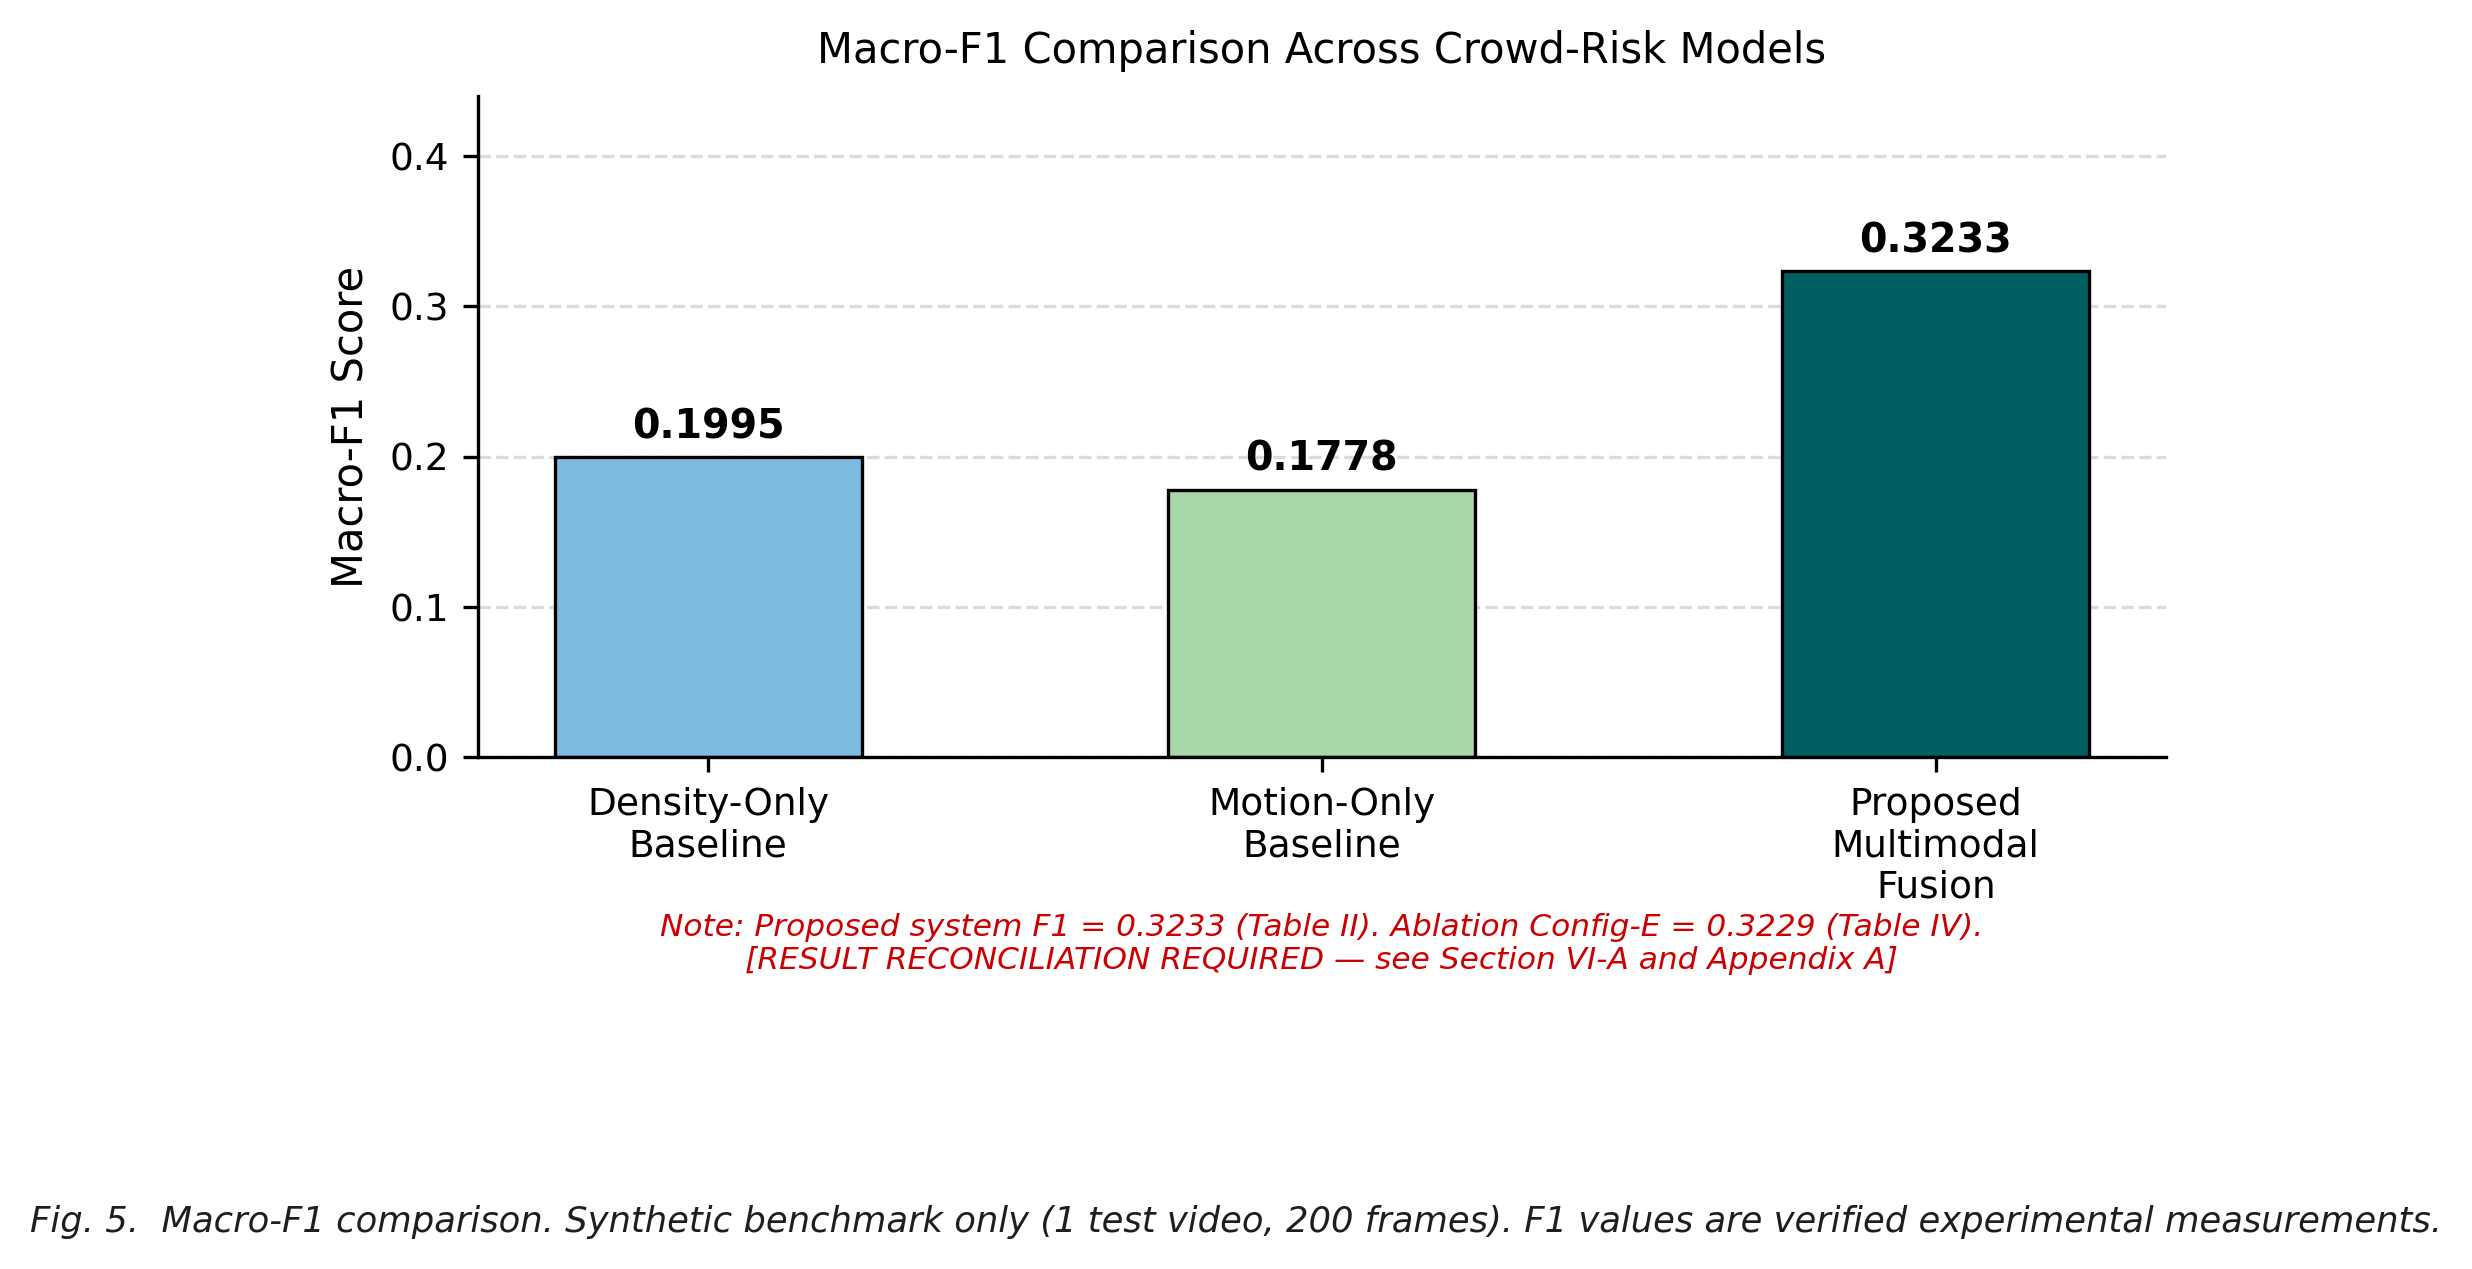 Macro-F1 Comparison Across Crowd-Risk Models
Macro-F1 Score
0.4
0.3
0.2
0.1
0.0
0.1995
0.1778
0.3233
Density-Only
Baseline
Motion-Only
Baseline
Proposed
Multimodal
Fusion
Note: Proposed system F1 = 0.3233 (Table II). Ablation Config-E = 0.3229 (Table IV).
[RESULT RECONCILIATION REQUIRED — see Section VI-A and Appendix A]
Fig. 5.  Macro-F1 comparison. Synthetic benchmark only (1 test video, 200 frames). F1 values are verified experimental measurements.